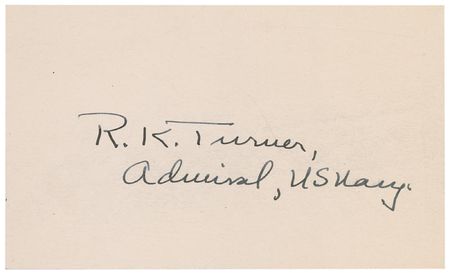 R. K. Turner,
Admiral, US Navy.